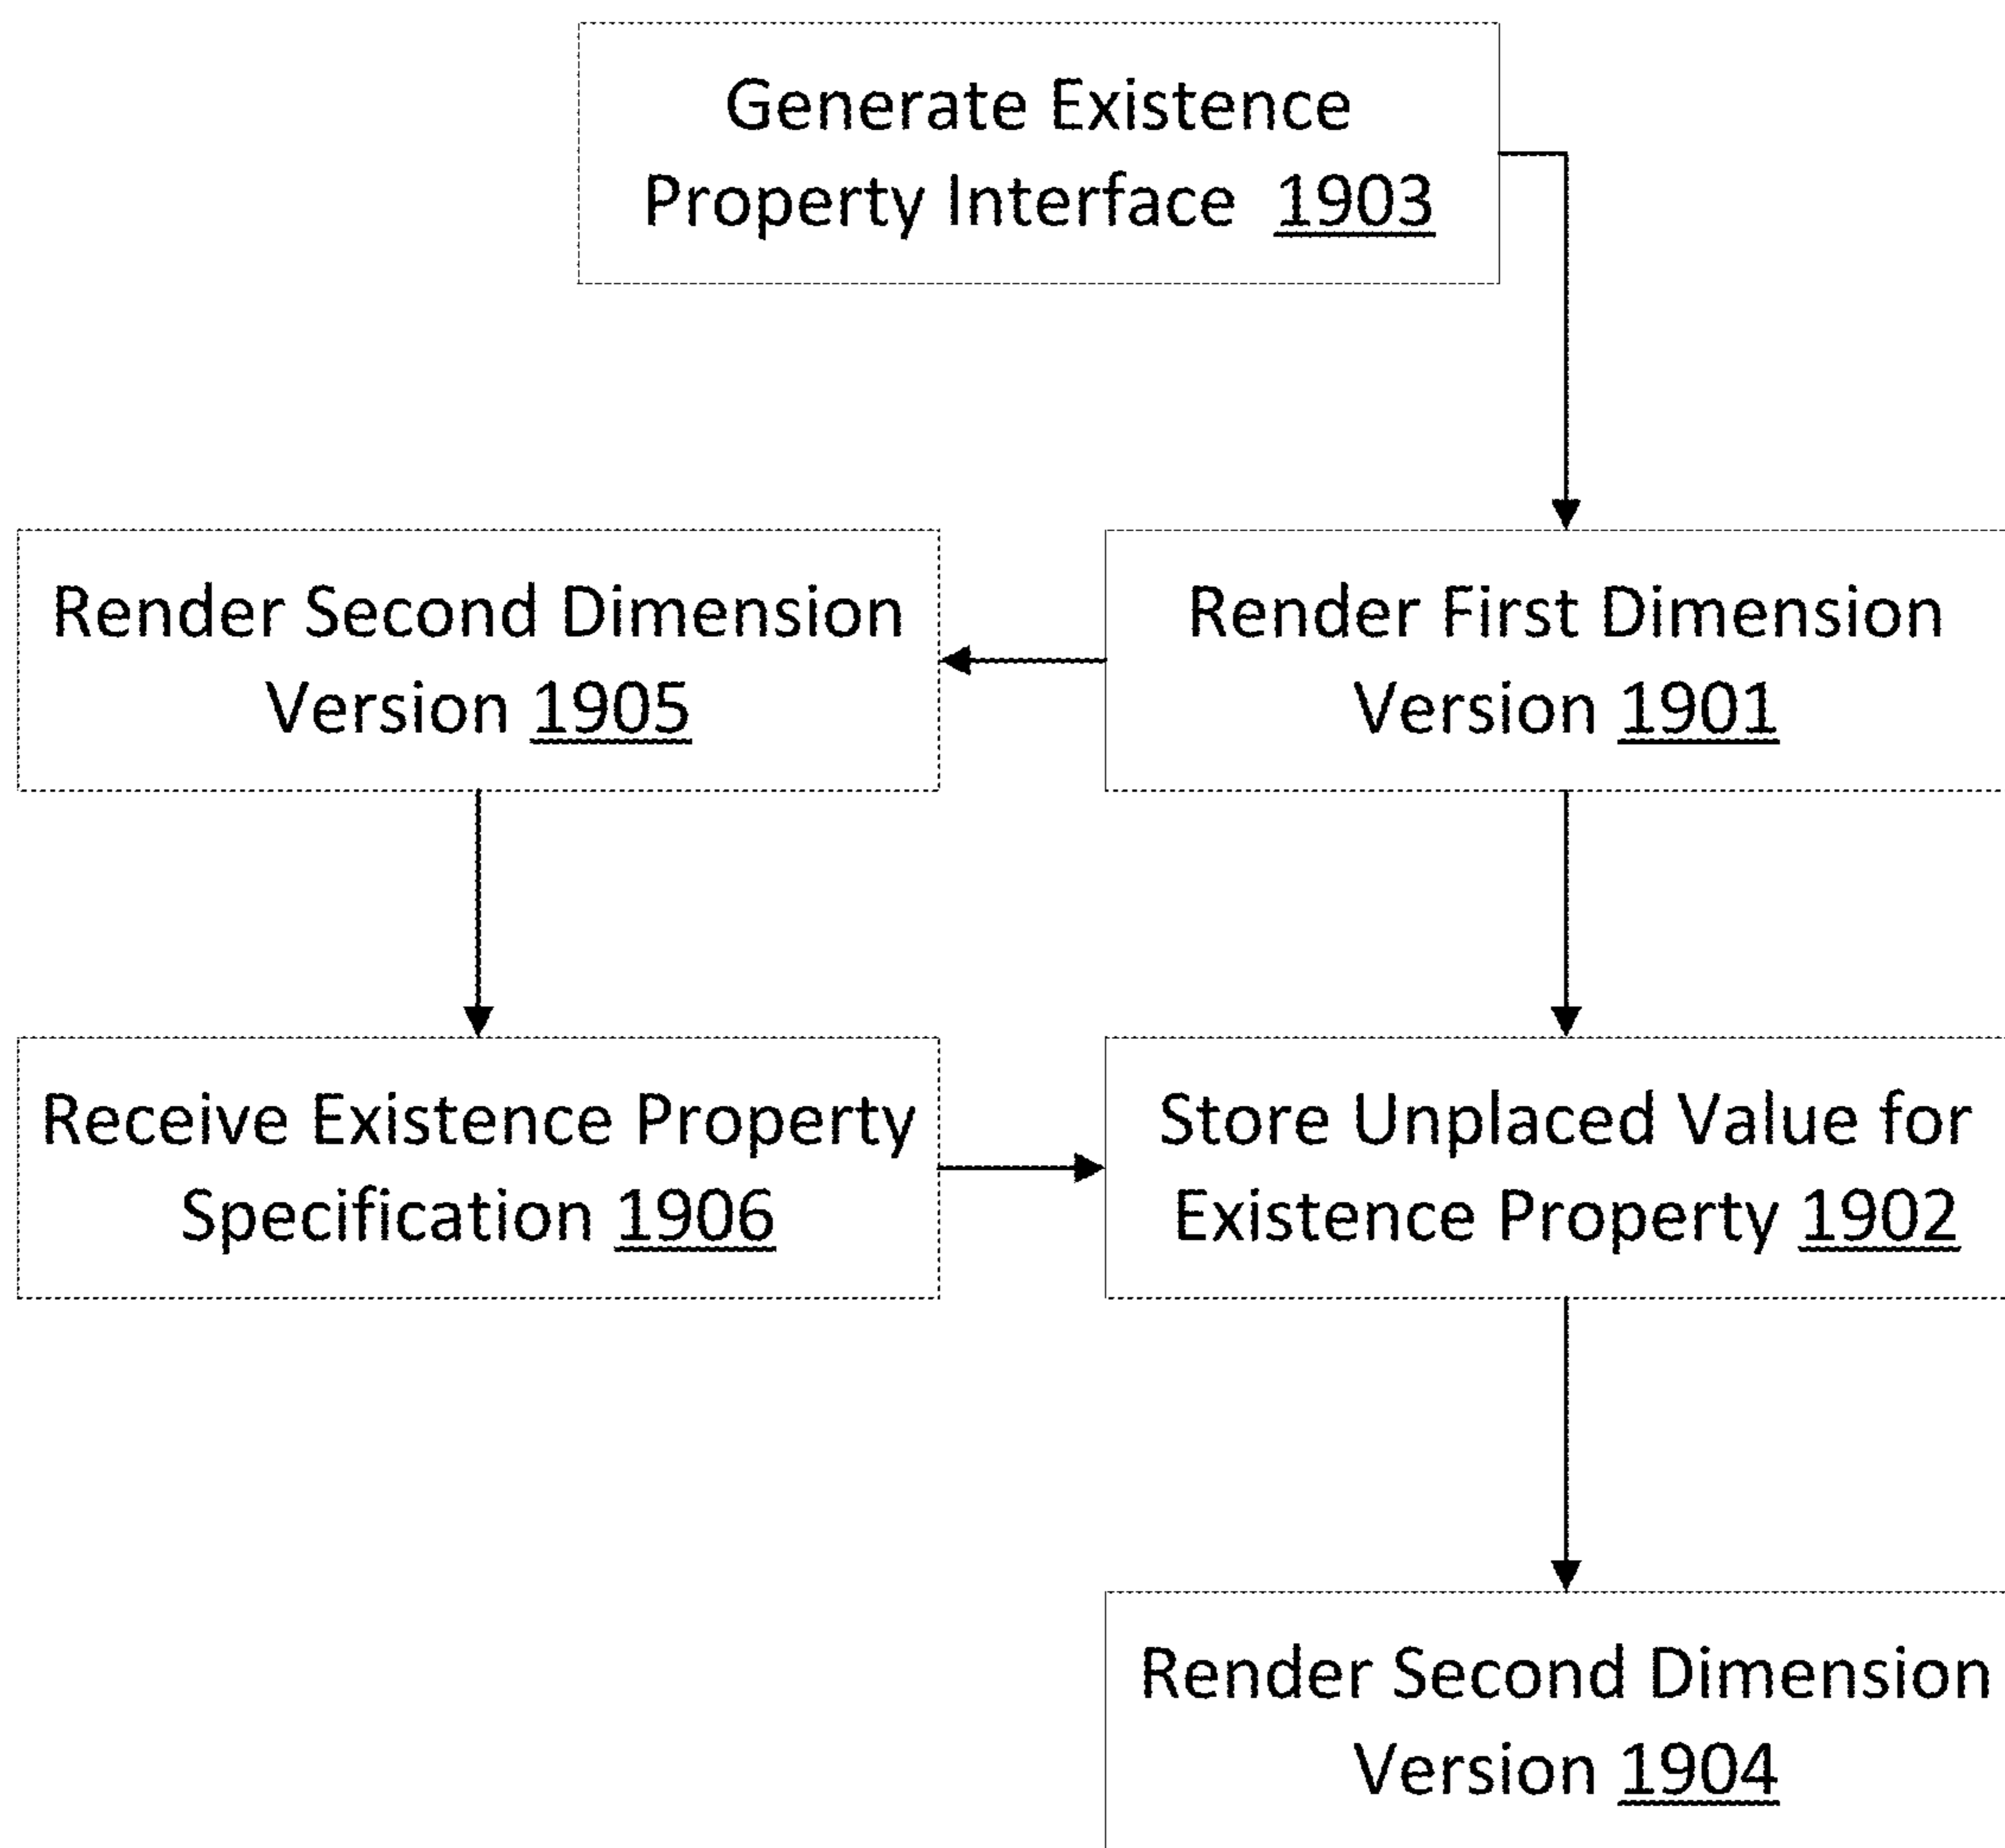 Generate Existence
Property Interface 1903
Render Second Dimension
Version 1905
Render First Dimension
Version 1901
Receive Existence Property
Specification 1906
Store Unplaced Value for
Existence Property 1902
Render Second Dimension
Version 1904